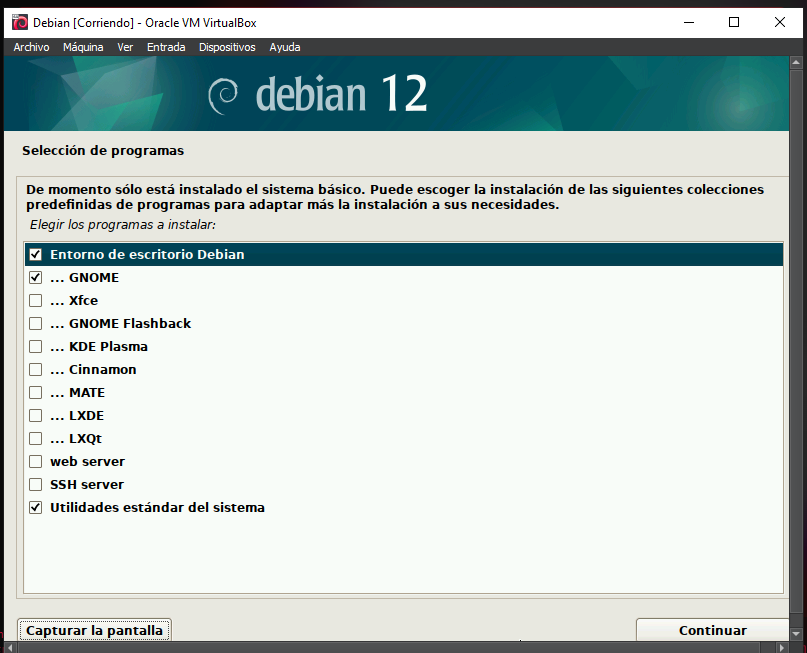 Debian [Corriendo] - Oracle VM VirtualBox
Archivo Máquina Ver Entrada Dispositivos Ayuda
debian 12
Selección de programas
De momento sólo está instalado el sistema básico. Puede escoger la instalación de las siguientes colecciones
predefinidas de programas para adaptar más la instalación a sus necesidades.
Elegir los programas a instalar:
Entorno de escritorio Debian
... GNOME
... Xfce
... GNOME Flashback
... KDE Plasma
... Cinnamon
... MATE
... LXDE
... LXQt
web server
SSH server
Utilidades estándar del sistema
Capturar la pantalla Continuar